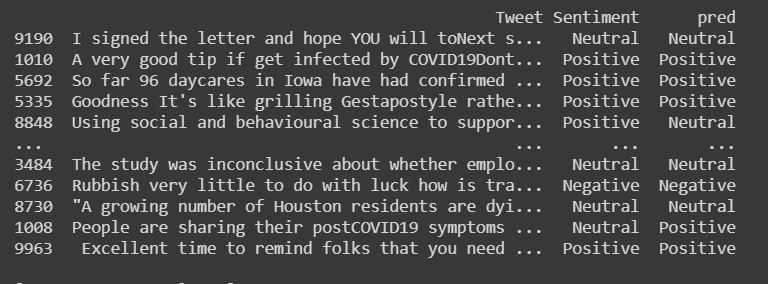 Tweet Sentiment pred
9190 I signed the letter and hope YOU will toNext s... Neutral Neutral
1010 A very good tip if get infected by COVID19Dont... Positive Positive
5692 So far 96 daycares in Iowa have had confirmed ... Positive Positive
5335 Goodness It's like grilling Gestapostyle rathe... Positive Positive
8848 Using social and behavioural science to suppor... Positive Neutral
... ... ... ...
3484 The study was inconclusive about whether emplo... Neutral Neutral
6736 Rubbish very little to do with luck how is tra... Negative Negative
8730 "A growing number of Houston residents are dyi... Neutral Neutral
1008 People are sharing their postCOVID19 symptoms ... Neutral Positive
9963 Excellent time to remind folks that you need ... Positive Positive